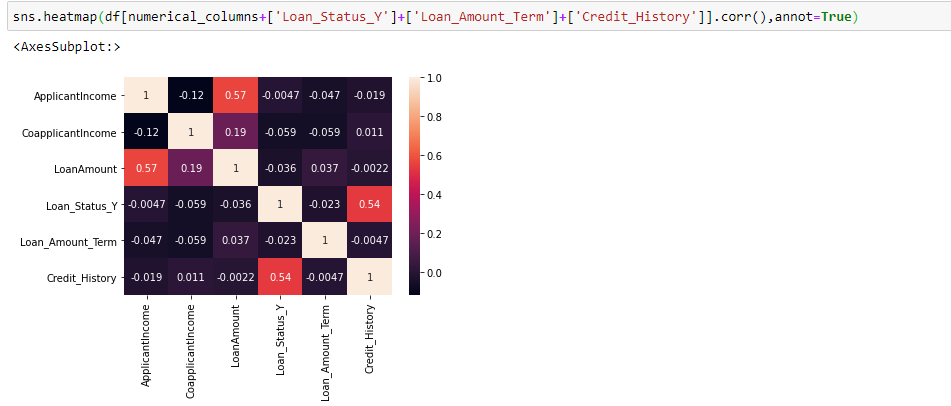 sns.heatmap(df[numerical_columns+['Loan_Status_Y']+['Loan_Amount_Term']+['Credit_History']].corr(),annot=True)
<AxesSubplot:>
ApplicantIncome 1 -0.12 0.57 -0.0047 -0.047 -0.019
CoapplicantIncome -0.12 1 0.19 -0.059 -0.059 0.011
LoanAmount 0.57 0.19 1 -0.036 0.037 -0.0022
Loan_Status_Y -0.0047 -0.059 -0.036 1 -0.023 0.54
Loan_Amount_Term -0.047 -0.059 0.037 -0.023 1 -0.0047
Credit_History -0.019 0.011 -0.0022 0.54 -0.0047 1
ApplicantIncome
CoapplicantIncome
LoanAmount
Loan_Status_Y
Loan_Amount_Term
Credit_History
1.0
0.8
0.6
0.4
0.2
0.0